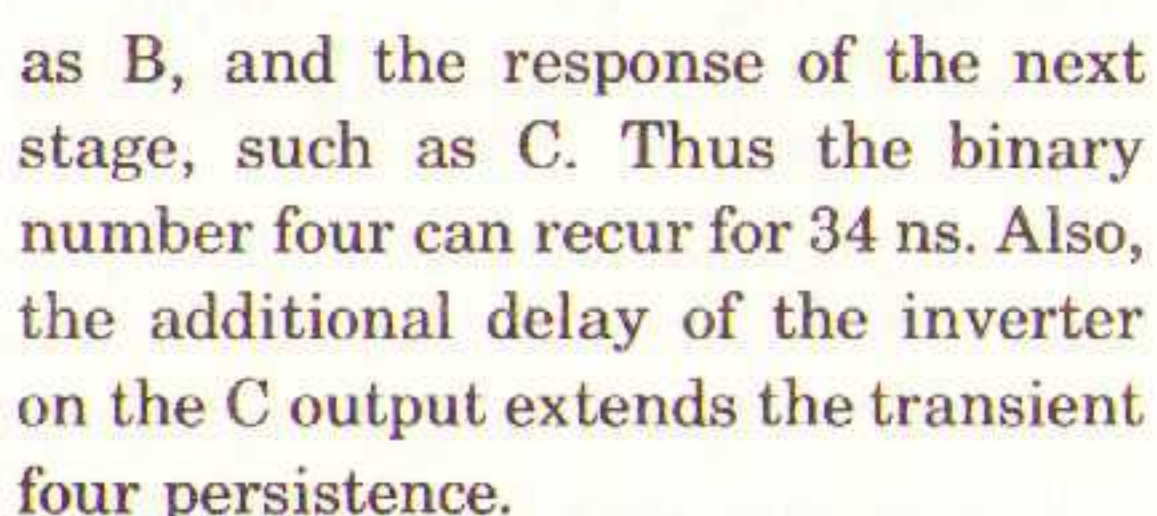 as B, and the response of the next
stage, such as C. Thus the binary
number four can recur for 34 ns. Also,
the additional delay of the inverter
on the C output extends the transient
four persistence.